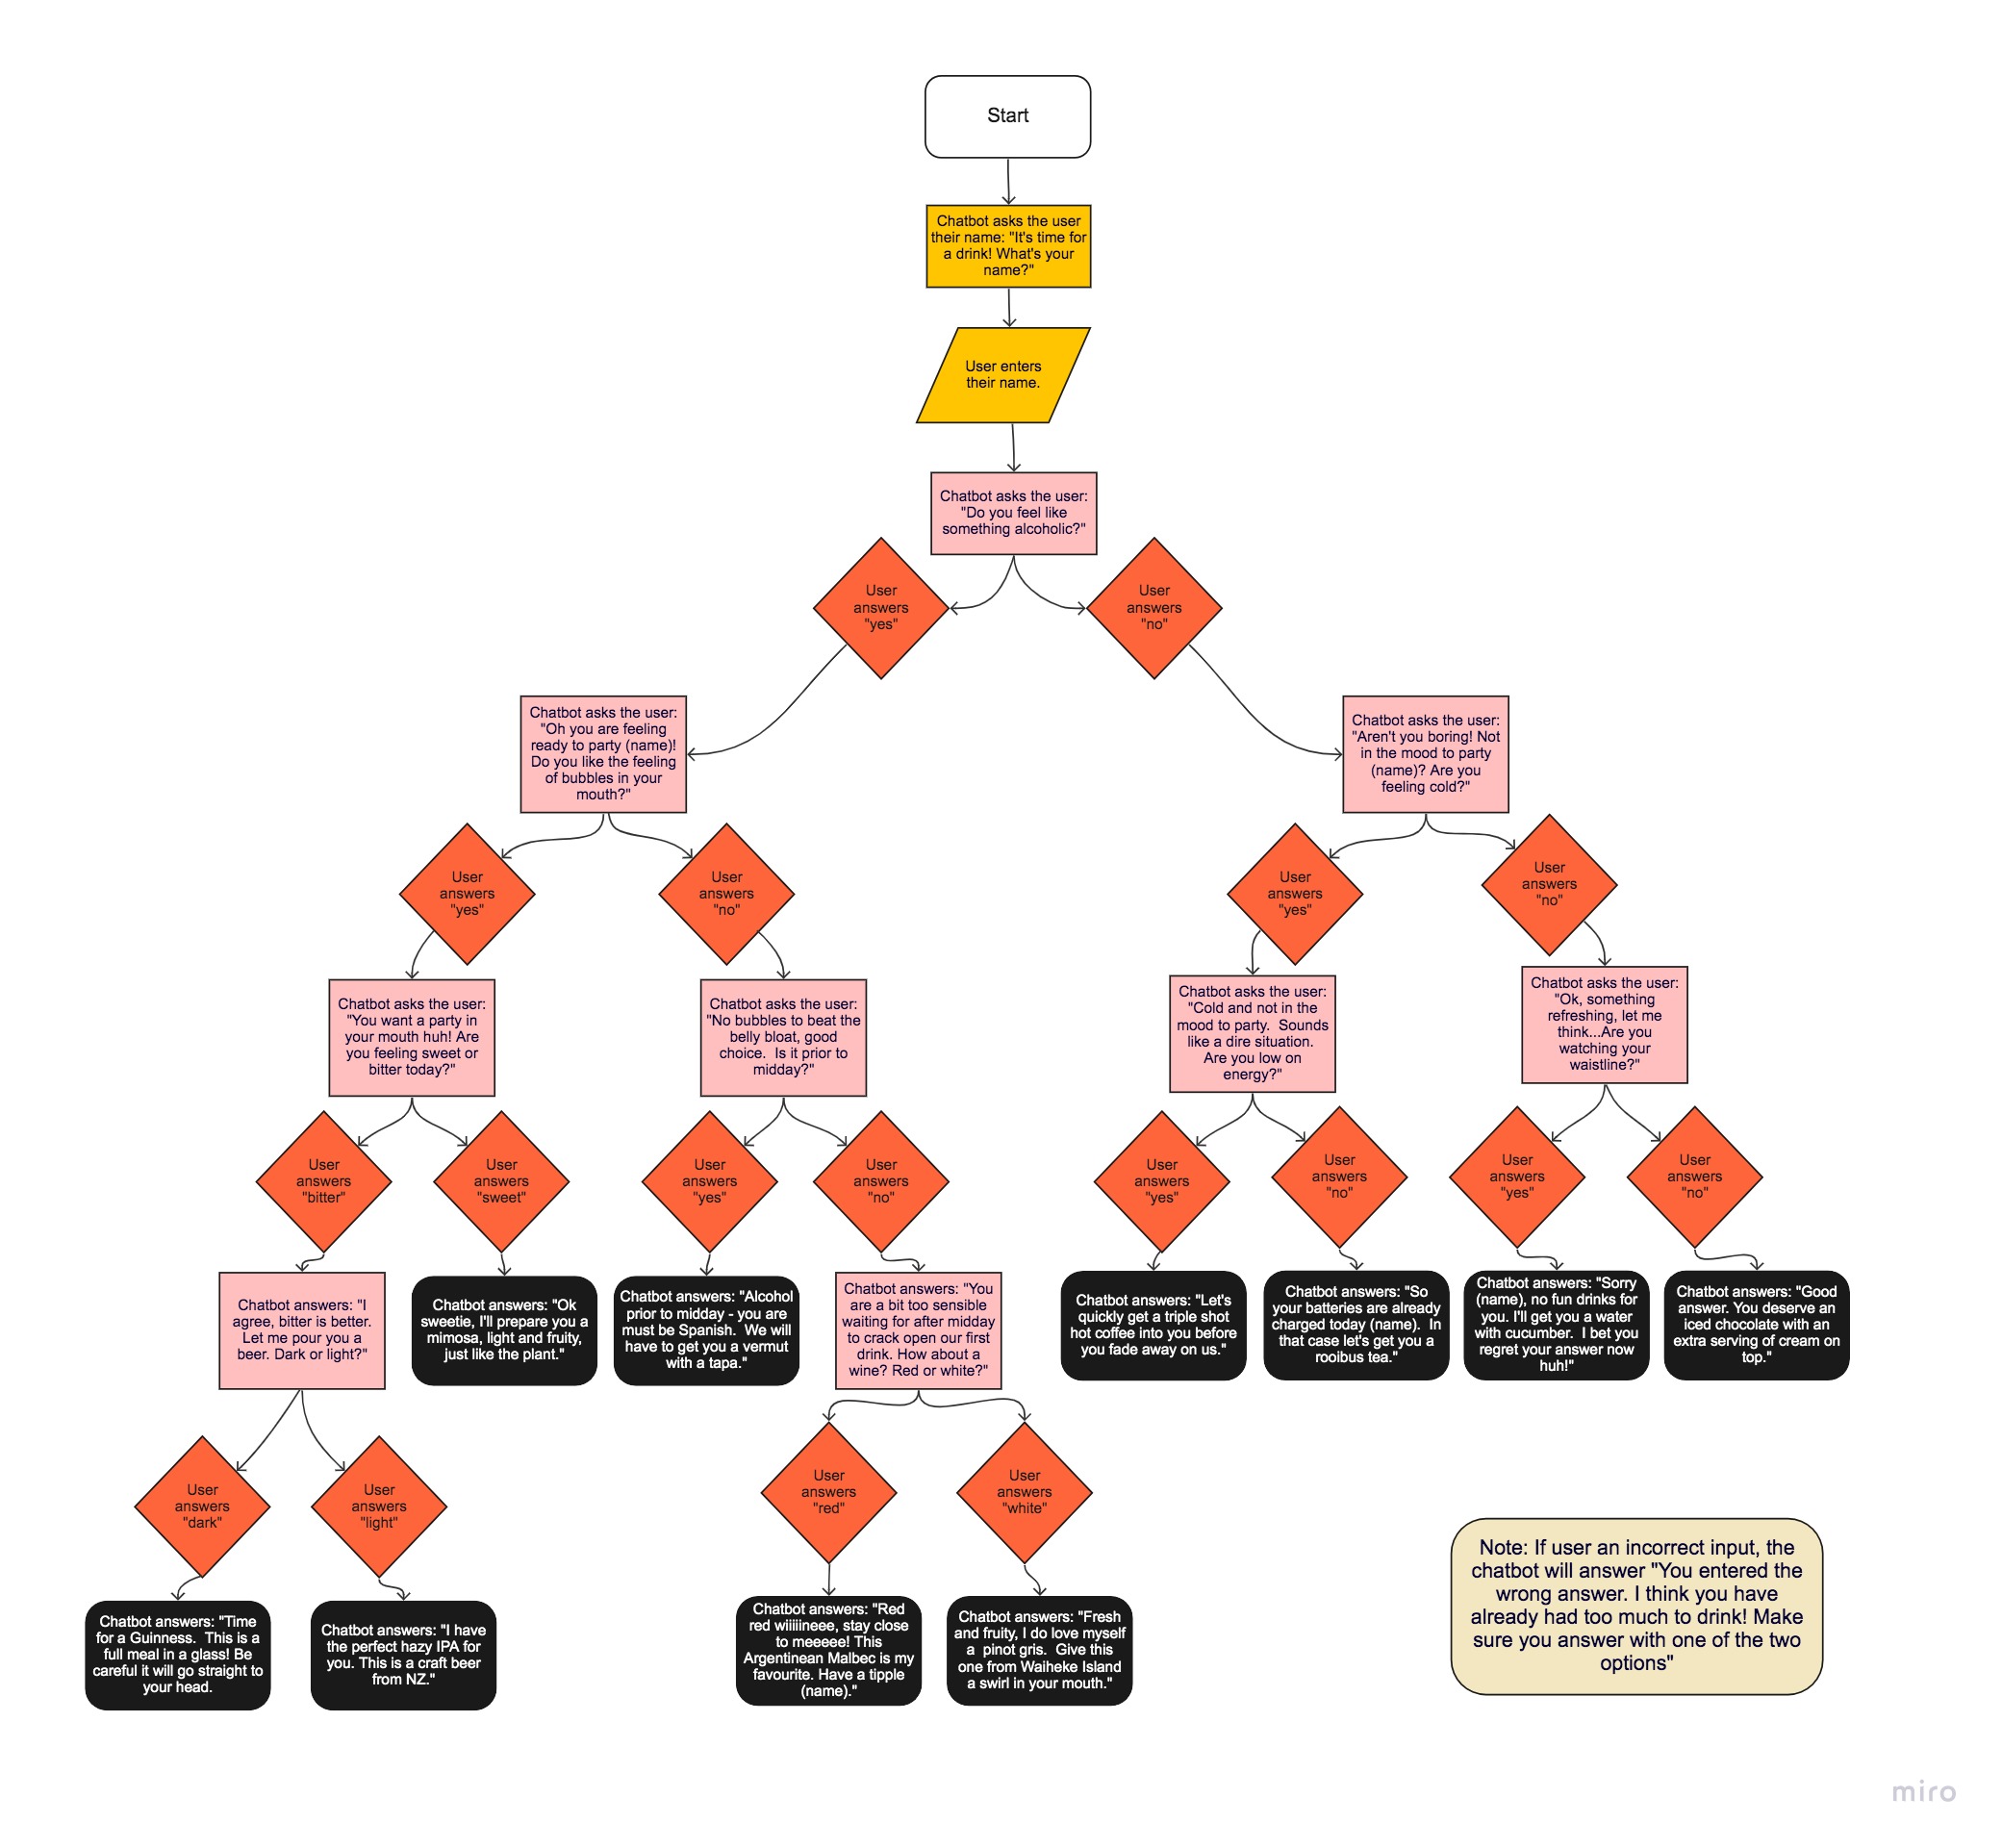 Start
Chatbot asks the user
their name: "It's time for
a drink! What's your
name?"
User enters
their name.
Chatbot asks the user:
"Do you feel like
something alcoholic?"
User
answers
"yes"
User
answers
"no"
Chatbot asks the user:
"Oh you are feeling
ready to party (name)!
Do you like the feeling
of bubbles in your
mouth?"
Chatbot asks the user:
"Aren't you boring! Not
in the mood to party
(name)? Are you
feeling cold?"
User
answers
"yes"
User
answers
"no"
User
answers
"yes"
User
answers
"no"
Chatbot asks the user:
"You want a party in
your mouth huh! Are
you feeling sweet or
bitter today?"
Chatbot asks the user:
"No bubbles to beat the
belly bloat, good
choice.  Is it prior to
midday?"
Chatbot asks the user:
"Cold and not in the
mood to party.  Sounds
like a dire situation.
Are you low on
energy?"
Chatbot asks the user:
"Ok, something
refreshing, let me
think...Are you
watching your
waistline?"
User
answers
"bitter"
User
answers
"sweet"
User
answers
"yes"
User
answers
"no"
User
answers
"yes"
User
answers
"no"
User
answers
"yes"
User
answers
"no"
Chatbot answers: "I
agree, bitter is better.
Let me pour you a
beer. Dark or light?"
Chatbot answers: "Ok
sweetie, I'll prepare you a
mimosa, light and fruity,
just like the plant."
Chatbot answers: "Alcohol
prior to midday - you are
must be Spanish.  We will
have to get you a vermut
with a tapa."
Chatbot answers: "You
are a bit too sensible
waiting for after midday
to crack open our first
drink. How about a
wine? Red or white?"
Chatbot answers: "Let's
quickly get a triple shot
hot coffee into you before
you fade away on us."
Chatbot answers: "So
your batteries are already
charged today (name).  In
that case let's get you a
rooibus tea."
Chatbot answers: "Sorry
(name), no fun drinks for
you. I'll get you a water
with cucumber.  I bet you
regret your answer now
huh!"
Chatbot answers: "Good
answer. You deserve an
iced chocolate with an
extra serving of cream on
top."
User
answers
"dark"
User
answers
"light"
User
answers
"red"
User
answers
"white"
Chatbot answers: "Time
for a Guinness.  This is a
full meal in a glass! Be
careful it will go straight to
your head.
Chatbot answers: "I have
the perfect hazy IPA for
you. This is a craft beer
from NZ."
Chatbot answers: "Red
red wiiiiineee, stay close
to meeeee! This
Argentinean Malbec is my
favourite. Have a tipple
(name)."
Chatbot answers: "Fresh
and fruity, I do love myself
a  pinot gris.  Give this
one from Waiheke Island
a swirl in your mouth."
Note: If user an incorrect input, the
chatbot will answer "You entered the
wrong answer. I think you have
already had too much to drink! Make
sure you answer with one of the two
options"
miro